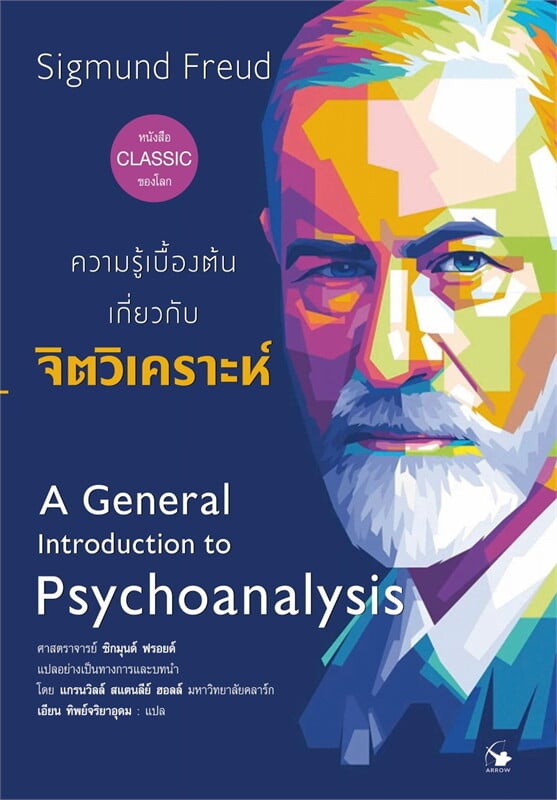 Sigmund Freud
หนังสือ
CLASSIC
ของโลก
ความรู้เบื้องต้น
เกี่ยวกับ
จิตวิเคราะห์
A General
Introduction to
Psychoanalysis
ศาสตราจารย์ ซิกมุนด์ ฟรอยด์
แปลอย่างเป็นทางการและบทนำ
โดย แกรนวิลล์ สแตนลีย์ ฮอลล์ มหาวิทยาลัยคลาร์ก
เอียน ทิพย์จริยาอุดม : แปล
ARROW